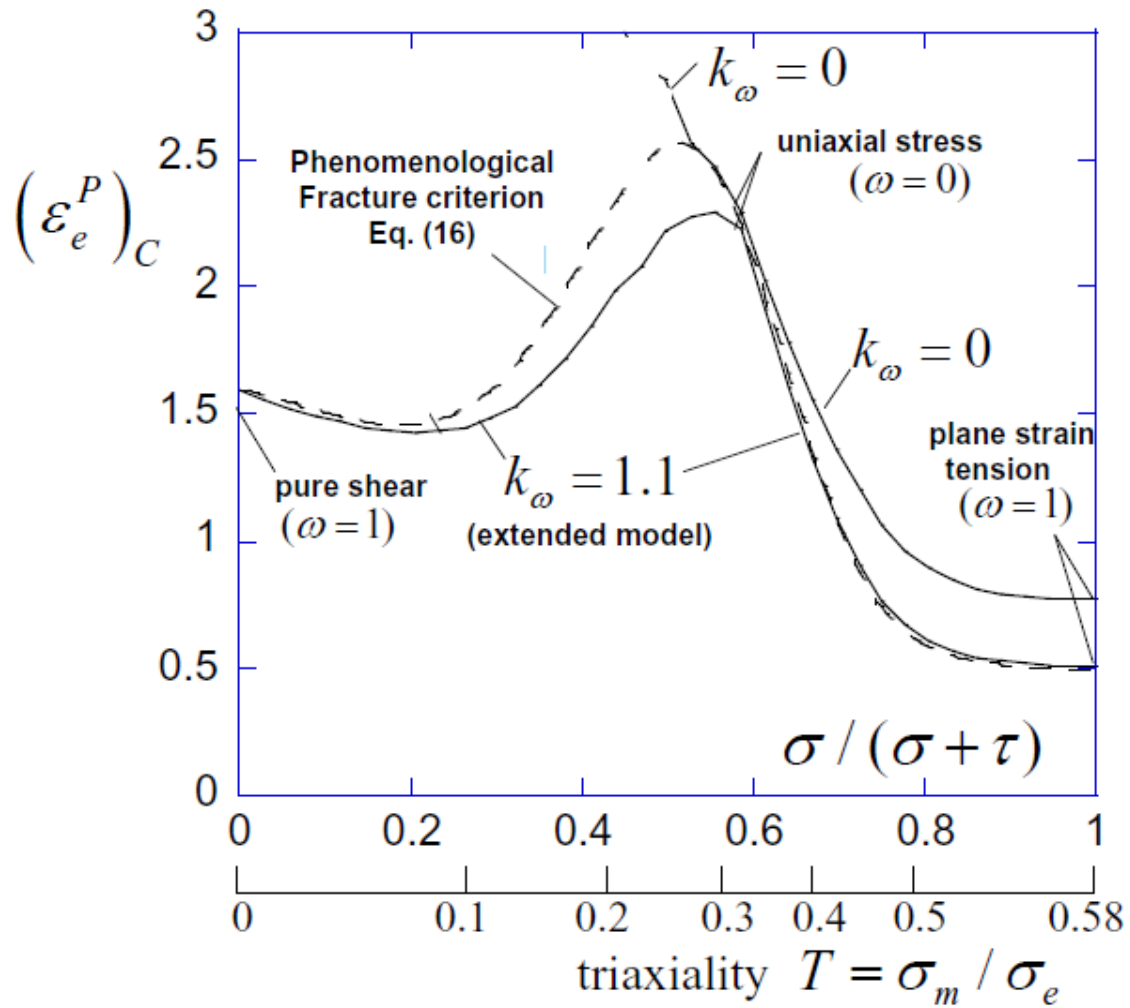 3
k_ω = 0
2.5
Phenomenological
Fracture criterion
Eq. (16)
uniaxial stress
(ω = 0)
(ε_e^P)_C
2
k_ω = 0
1.5
pure shear
(ω = 1)
k_ω = 1.1
(extended model)
plane strain
tension
(ω = 1)
1
0.5
σ / (σ + τ)
0
0 0.2 0.4 0.6 0.8 1
0 0.1 0.2 0.3 0.4 0.5 0.58
triaxiality T = σ_m / σ_e